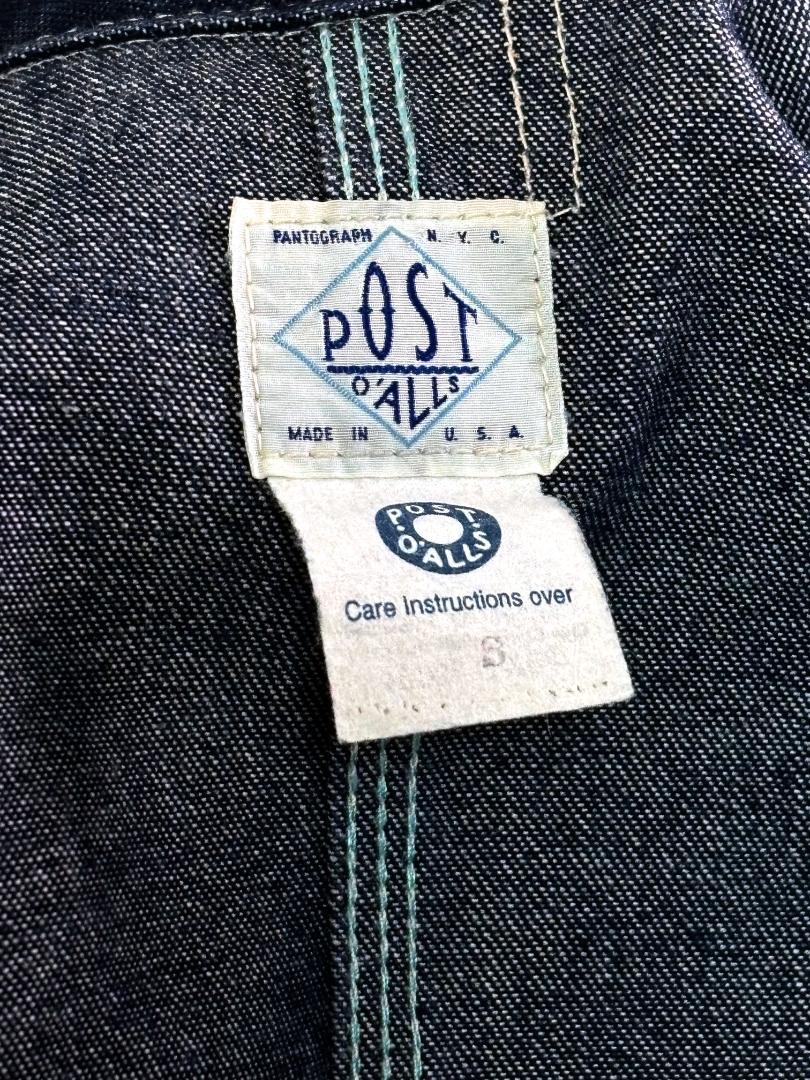 PANTOGRAPH N. Y. C.
POST
O'ALLS
MADE IN U. S. A.
POST
O'ALLS
Care instructions over
S